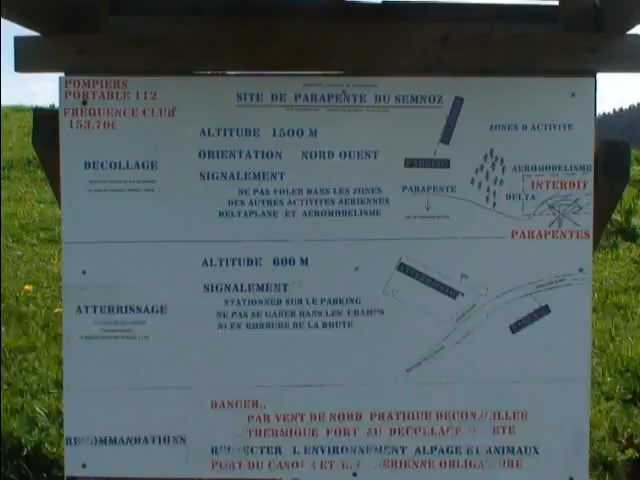 POMPIERS
PORTABLE 112
FREQUENCE CLUB
SITE DE PARAPENTE DU SEMNOZ
DECOLLAGE
ALTITUDE 1500 M
ORIENTATION NORD OUEST
SIGNALEMENT
NE PAS VOLER DANS LES ZONES
DES AUTRES ACTIVITES AERIENNES
DELTAPLANE ET AEROMODELISME
ZONES D ACTIVITE
PARKING
PARAPENTE
AEROMODELISME
INTERDIT
DELTA
PARAPENTES
ATTERRISSAGE
ALTITUDE 600 M
SIGNALEMENT
STATIONNER SUR LE PARKING
NE PAS SE GARER DANS LES CHAMPS
NI EN BORDURE DE LA ROUTE
ATTERRISSAGE
PARKING
RECOMMANDATIONS
DANGER..
PAR VENT DE NORD PRATIQUE DECONSEILLEE
THERMIQUE FORT AU DECOLLAGE ETE
RESPECTER L ENVIRONNEMENT ALPAGE ET ANIMAUX
PORT DU CASQUE ET